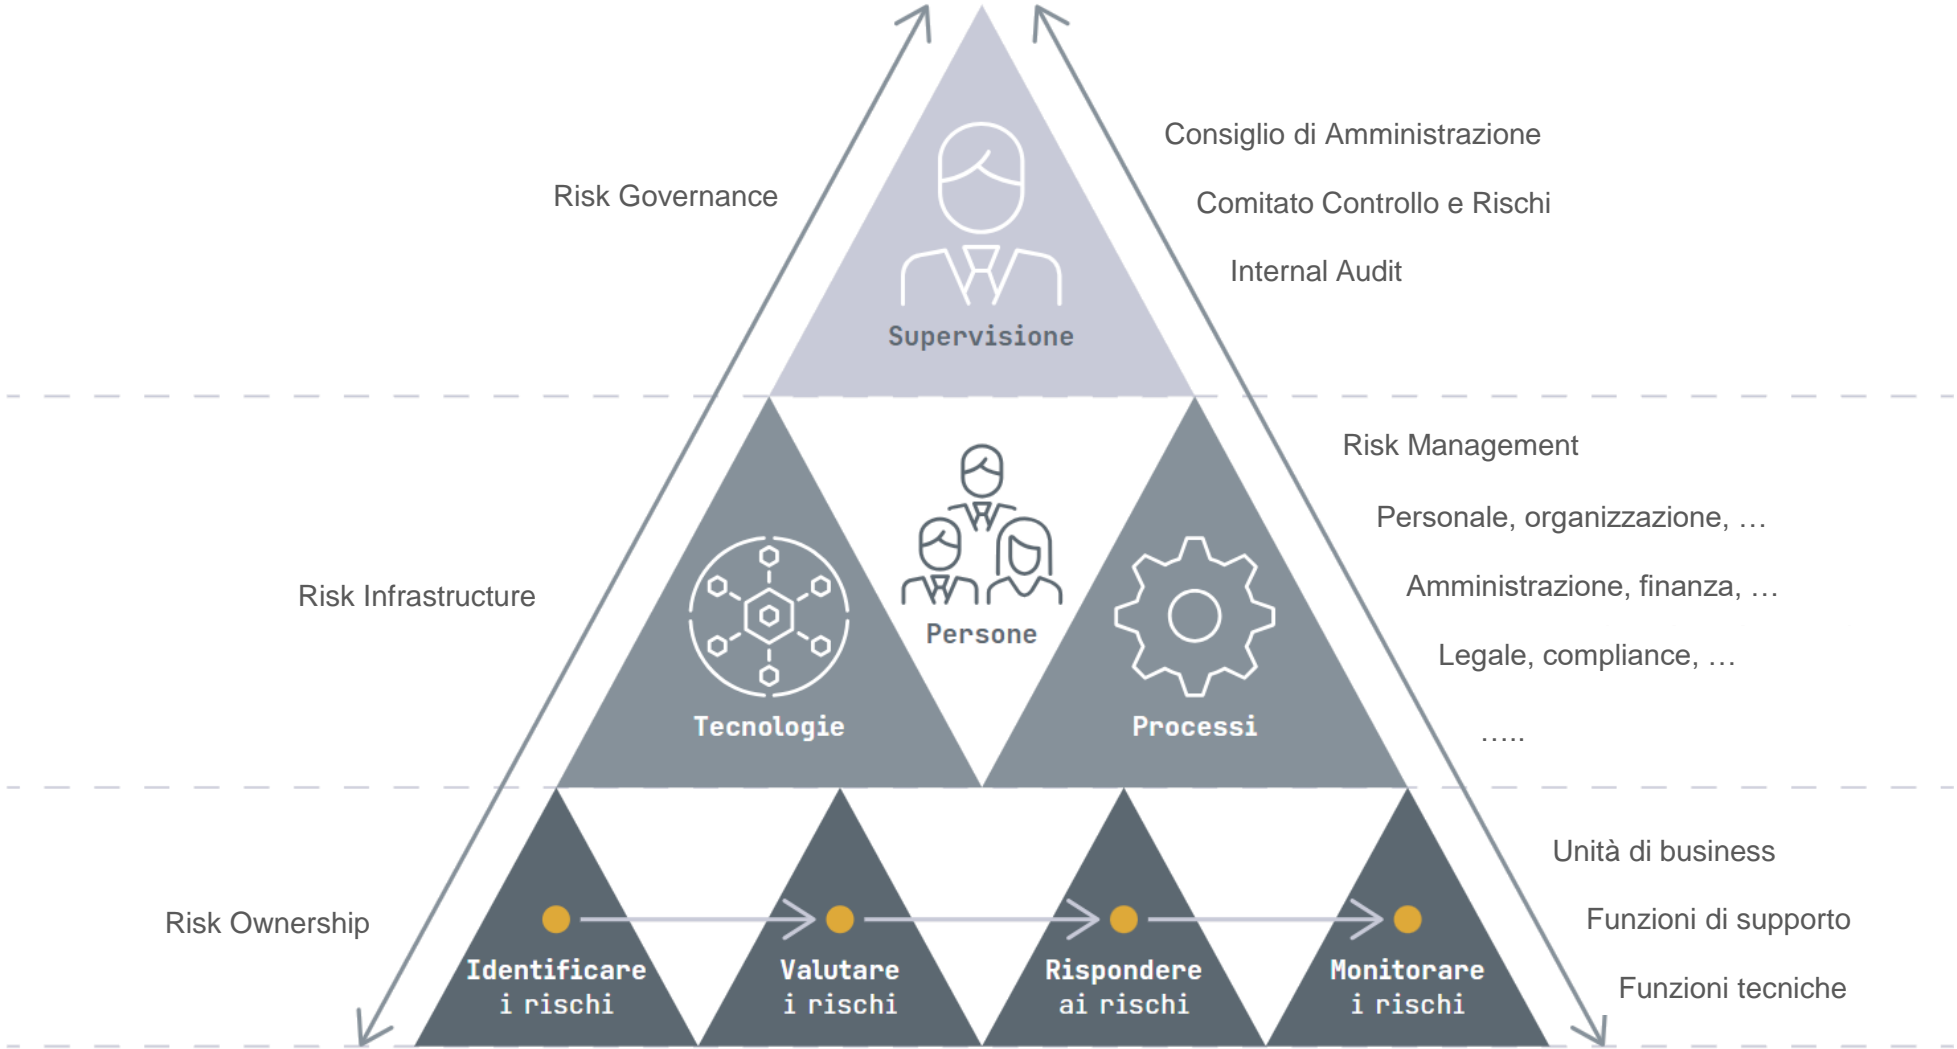 Consiglio di Amministrazione
Risk Governance
Comitato Controllo e Rischi
Internal Audit
Supervisione
Risk Management
Personale, organizzazione, …
Risk Infrastructure
Amministrazione, finanza, …
Persone
Legale, compliance, …
Tecnologie
Processi
…..
Unità di business
Risk Ownership
Funzioni di supporto
Identificare
i rischi
Valutare
i rischi
Rispondere
ai rischi
Monitorare
i rischi
Funzioni tecniche